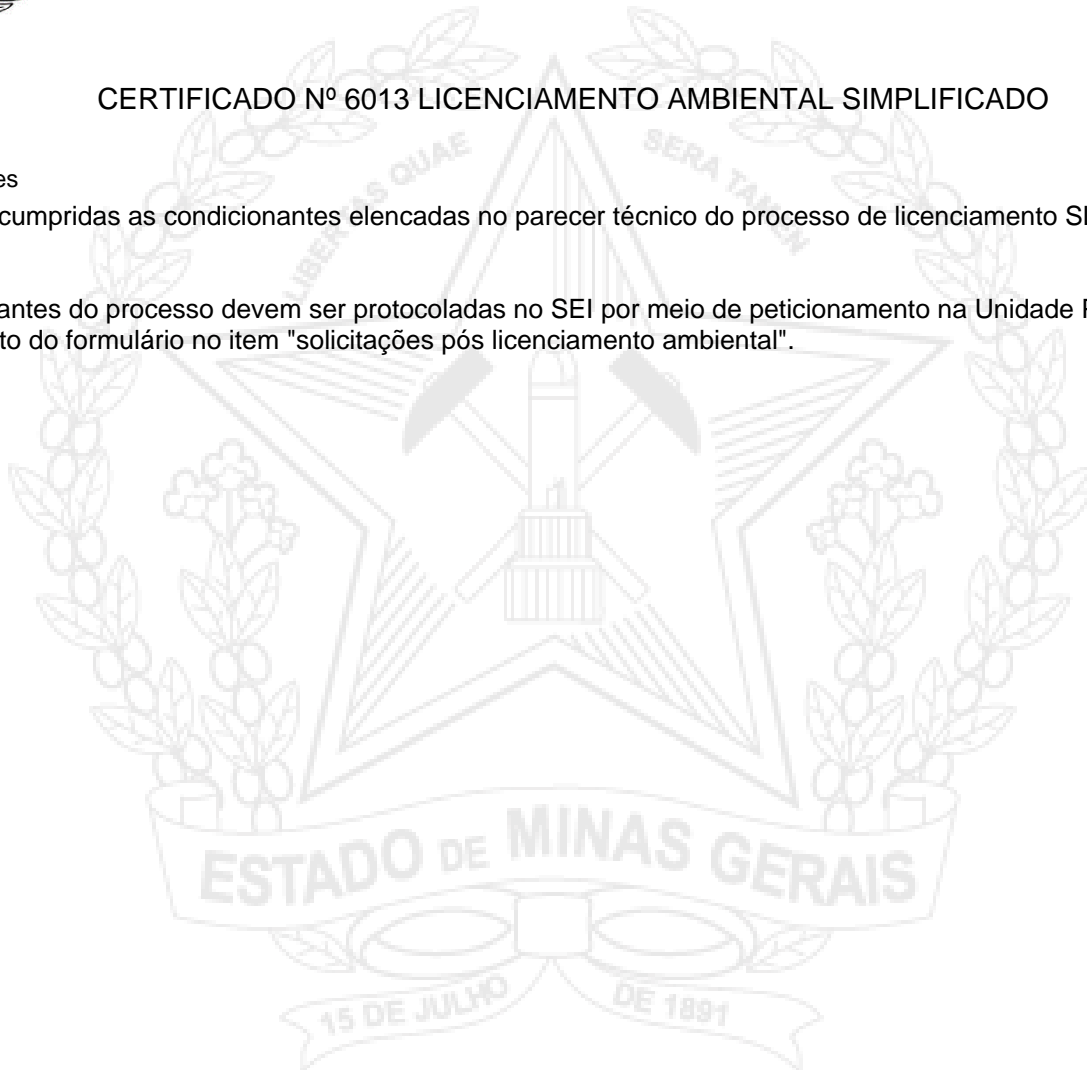 CERTIFICADO Nº 6013 LICENCIAMENTO AMBIENTAL SIMPLIFICADO
es
cumpridas as condicionantes elencadas no parecer técnico do processo de licenciamento
antes do processo devem ser protocoladas no SEI por meio de peticionamento na Unidade
to do formulário no item "solicitações pós licenciamento ambiental".
LIBERTAS QUAE SERA TAMEN
ESTADO DE MINAS GERAIS
15 DE JULHO DE 1891